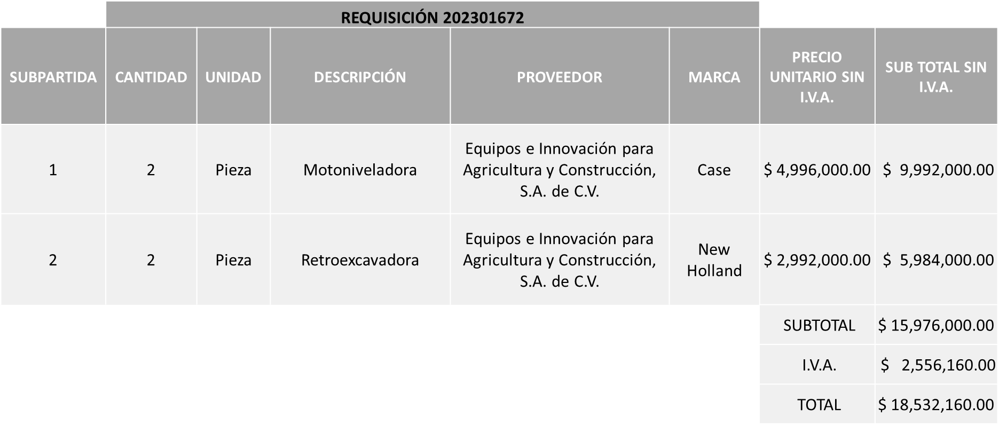 REQUISICIÓN 202301672
SUBPARTIDA CANTIDAD UNIDAD DESCRIPCIÓN PROVEEDOR MARCA PRECIO UNITARIO SIN I.V.A. SUB TOTAL SIN I.V.A.
1 2 Pieza Motoniveladora Equipos e Innovación para Agricultura y Construcción, S.A. de C.V. Case $ 4,996,000.00 $ 9,992,000.00
2 2 Pieza Retroexcavadora Equipos e Innovación para Agricultura y Construcción, S.A. de C.V. New Holland $ 2,992,000.00 $ 5,984,000.00
SUBTOTAL $ 15,976,000.00
I.V.A. $ 2,556,160.00
TOTAL $ 18,532,160.00